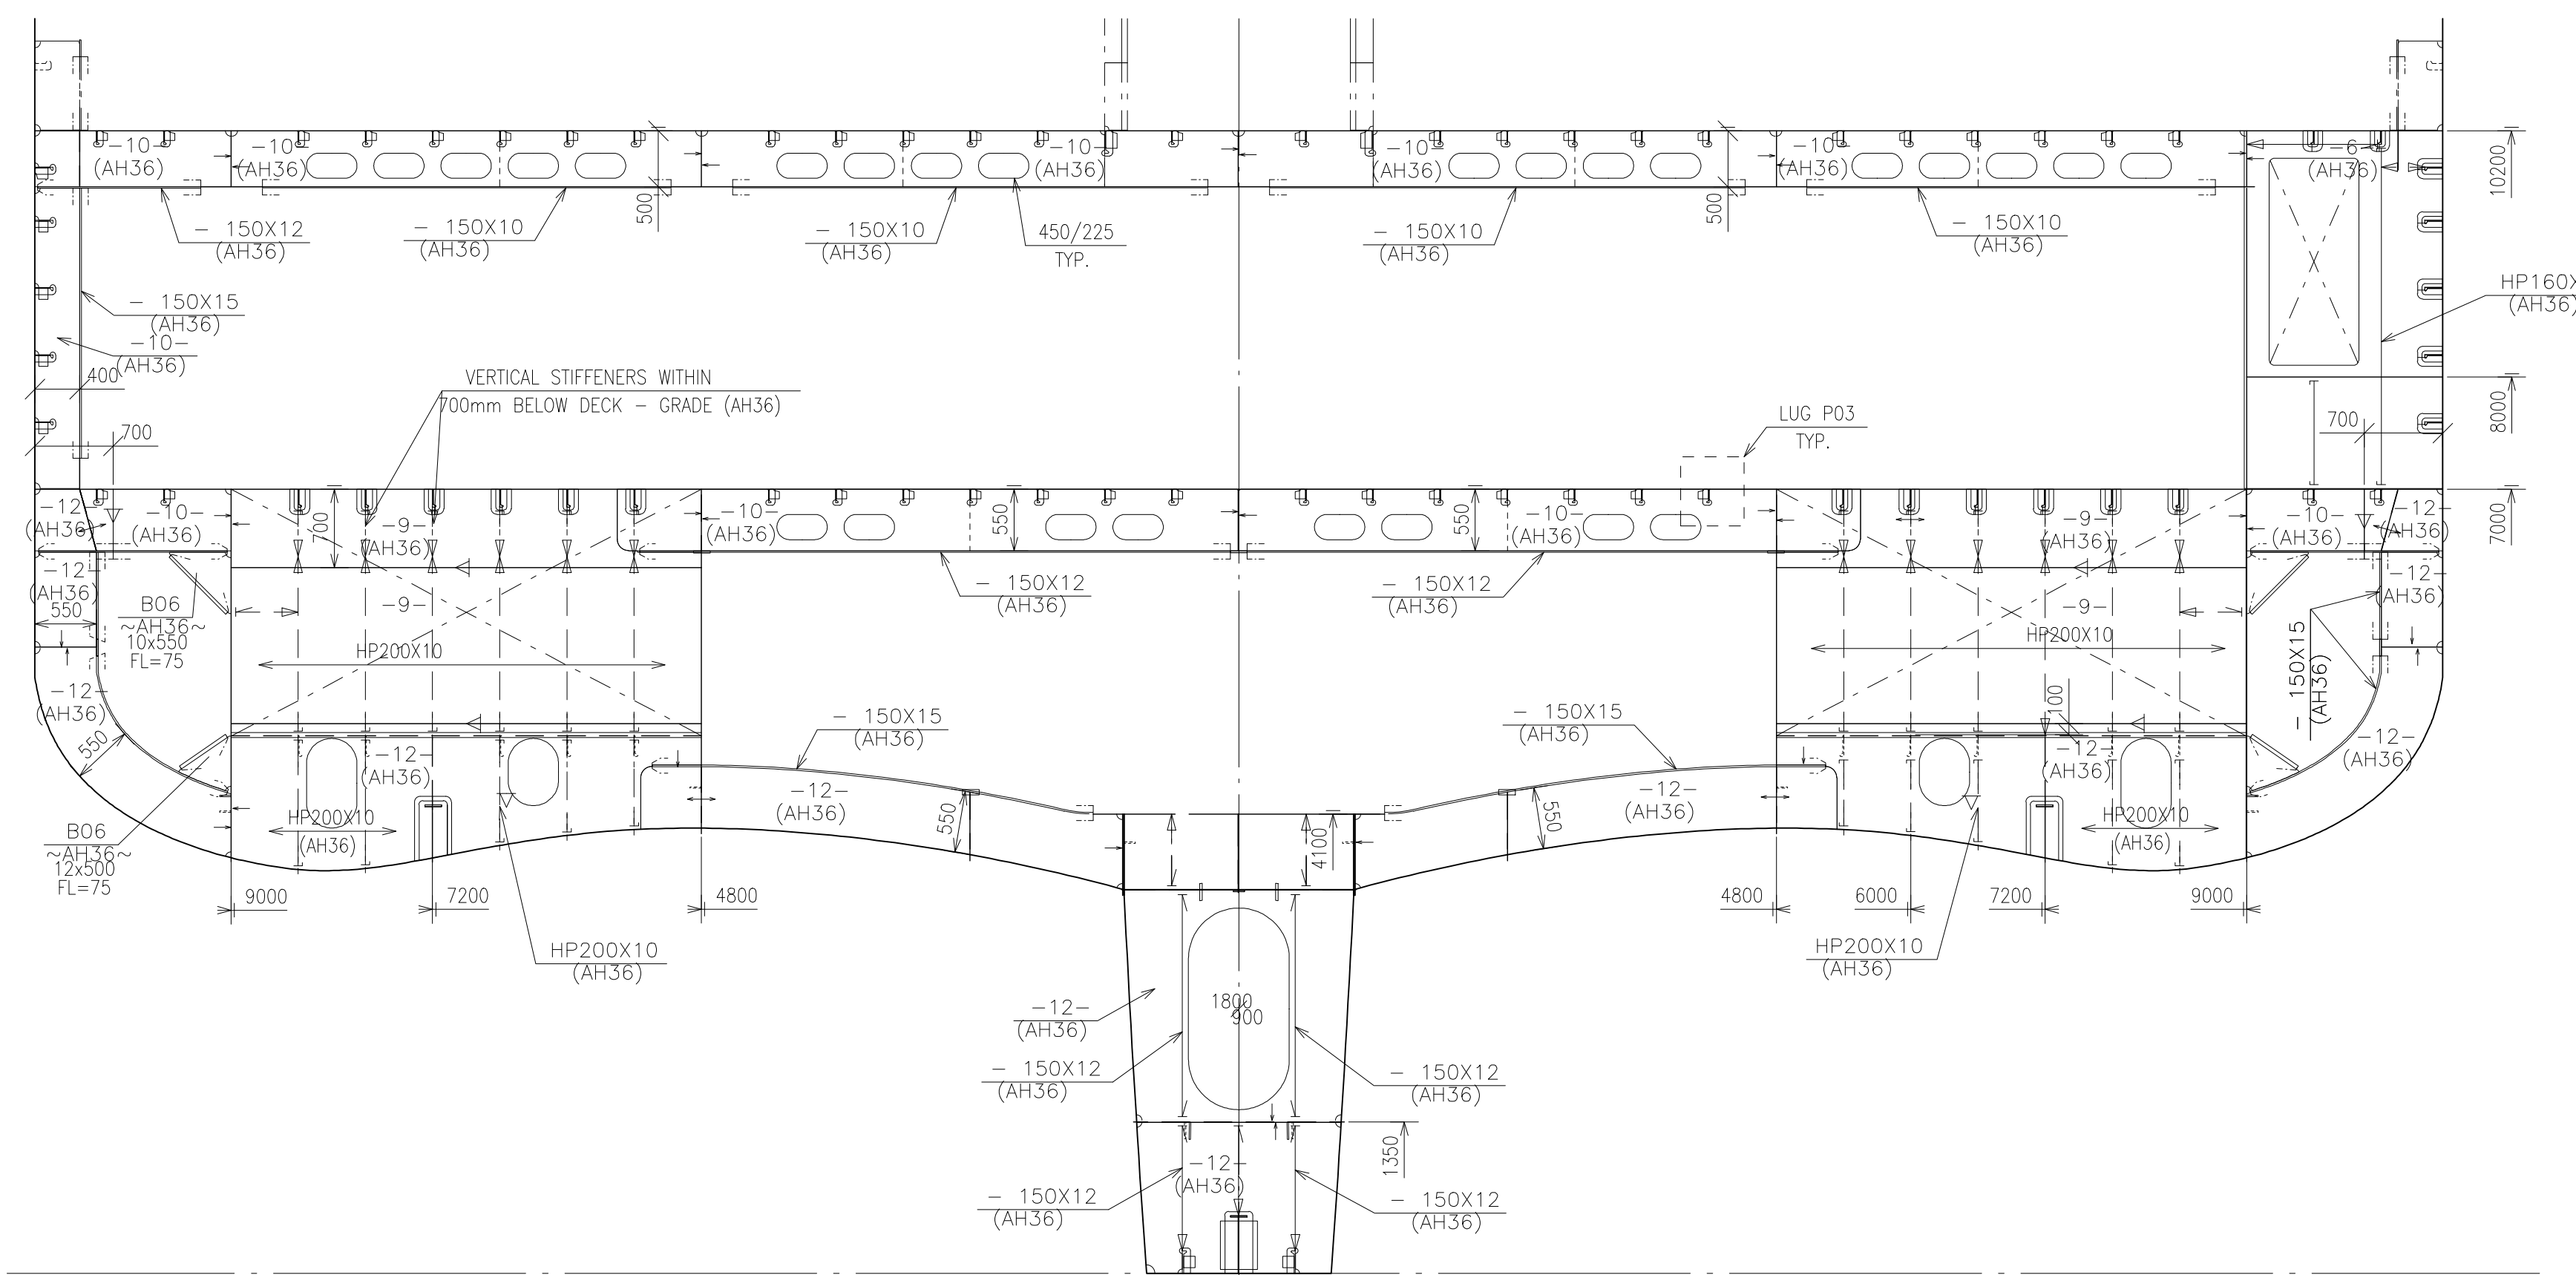 -10-
(AH36)
-10-
(AH36)
-10-
(AH36)
-10-
(AH36)
-10-
(AH36)
-6-
(AH36)
10200
500
500
- 150X12
(AH36)
- 150X10
(AH36)
- 150X10
(AH36)
450/225
TYP.
- 150X10
(AH36)
- 150X10
(AH36)
- 150X15
(AH36)
-10-
(AH36)
HP160X
(AH36)
400
VERTICAL STIFFENERS WITHIN
700mm BELOW DECK - GRADE (AH36)
700
LUG P03
TYP.
700
8000
-12-
(AH36)
-10-
(AH36)
700
-9-
(AH36)
-10-
(AH36)
550
550
-10-
(AH36)
-9-
(AH36)
-10-
(AH36)
-12-
(AH36)
7000
-12-
(AH36)
550
B06
~AH36~
10x550
FL=75
-9-
- 150X12
(AH36)
- 150X12
(AH36)
-9-
-12-
(AH36)
HP200X10
HP200X10
- 150X15
(AH36)
-12-
(AH36)
550
- 150X15
(AH36)
- 150X15
(AH36)
100
-12-
(AH36)
-12-
(AH36)
-12-
(AH36)
-12-
(AH36)
-12-
(AH36)
HP200X10
(AH36)
550
4100
550
HP200X10
(AH36)
B06
~AH36~
12x500
FL=75
9000
7200
4800
4800
6000
7200
9000
HP200X10
(AH36)
HP200X10
(AH36)
1800
900
-12-
(AH36)
- 150X12
(AH36)
- 150X12
(AH36)
1350
-12-
(AH36)
- 150X12
(AH36)
- 150X12
(AH36)